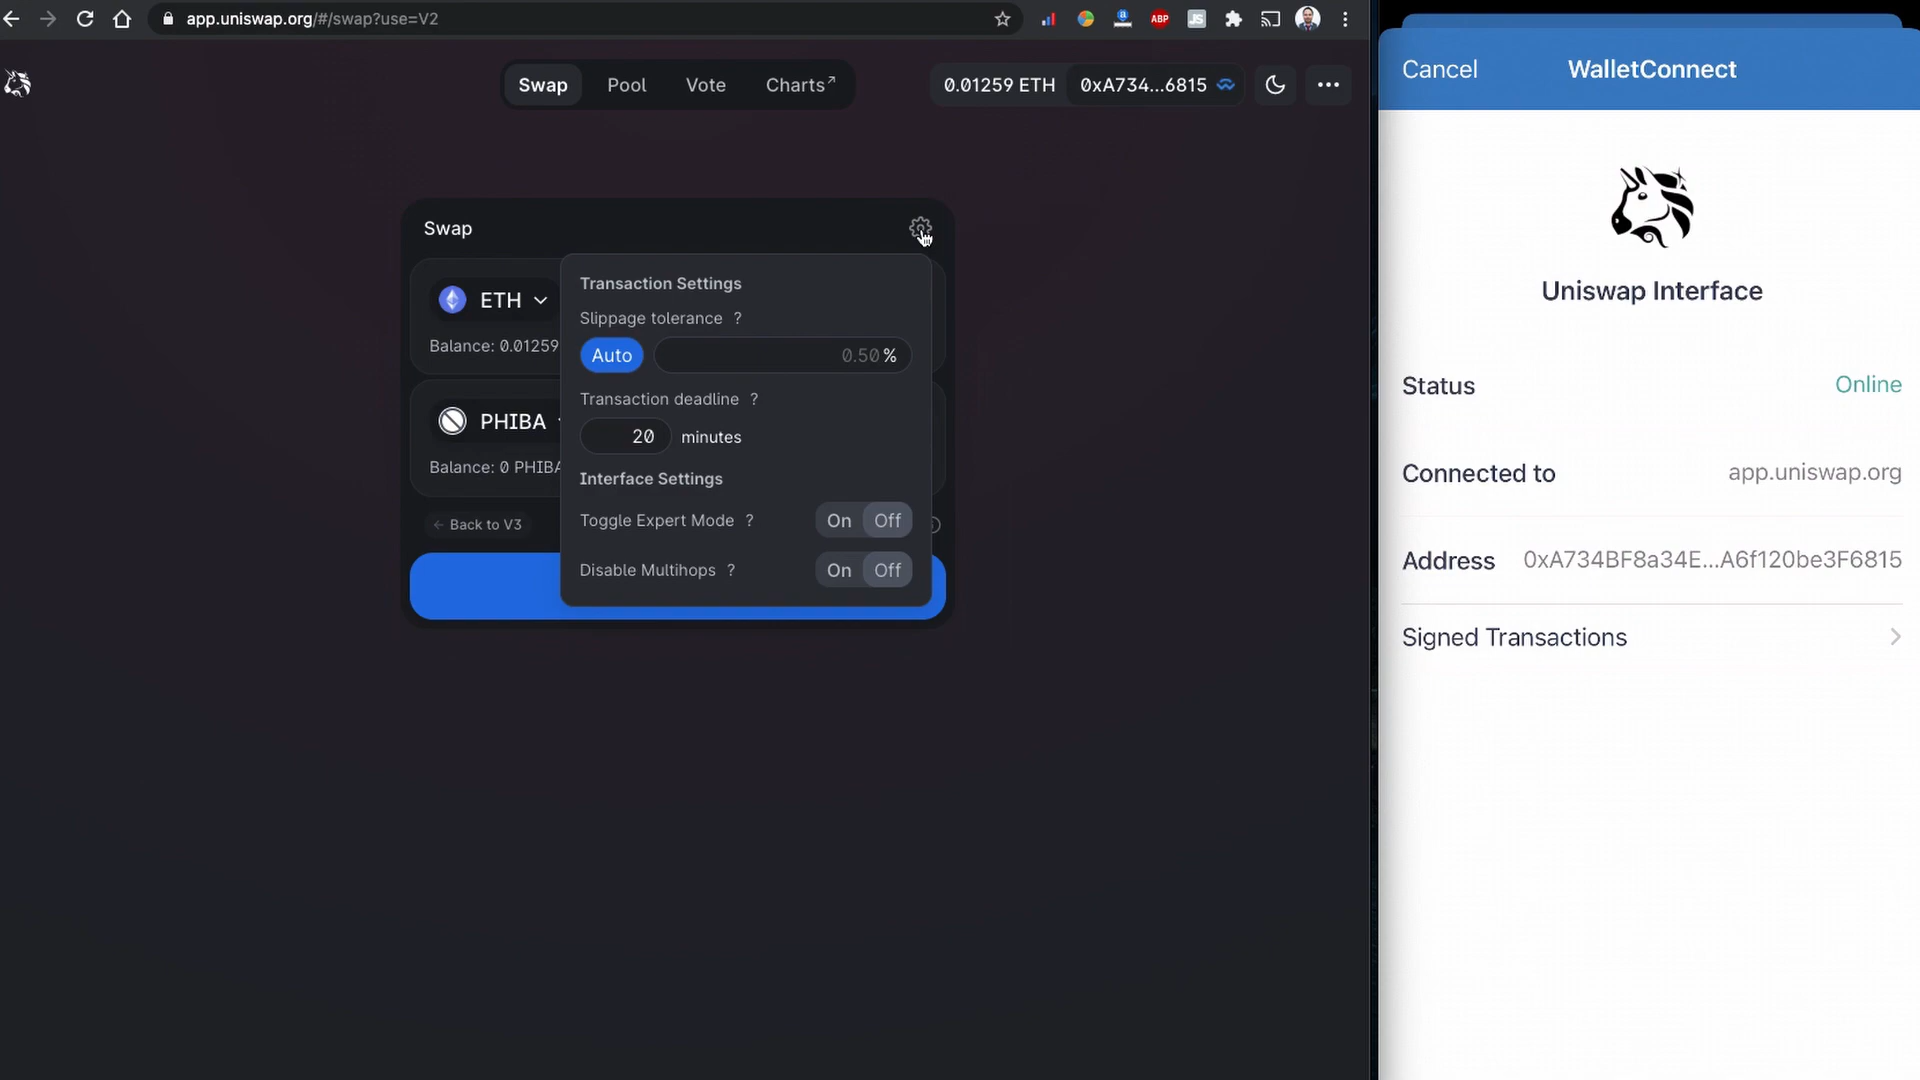 app.uniswap.org/#/swap?use=V2
ABP
JS
Swap
Pool
Vote
Charts↗
0.01259 ETH
0xA734...6815
Swap
ETH
Balance: 0.01259
PHIBA
Balance: 0 PHIBA
← Back to V3
Transaction Settings
Slippage tolerance ?
Auto
0.50 %
Transaction deadline ?
20 minutes
Interface Settings
Toggle Expert Mode ? On Off
Disable Multihops ? On Off
Cancel
WalletConnect
Uniswap Interface
Status Online
Connected to app.uniswap.org
Address 0xA734BF8a34E...A6f120be3F6815
Signed Transactions